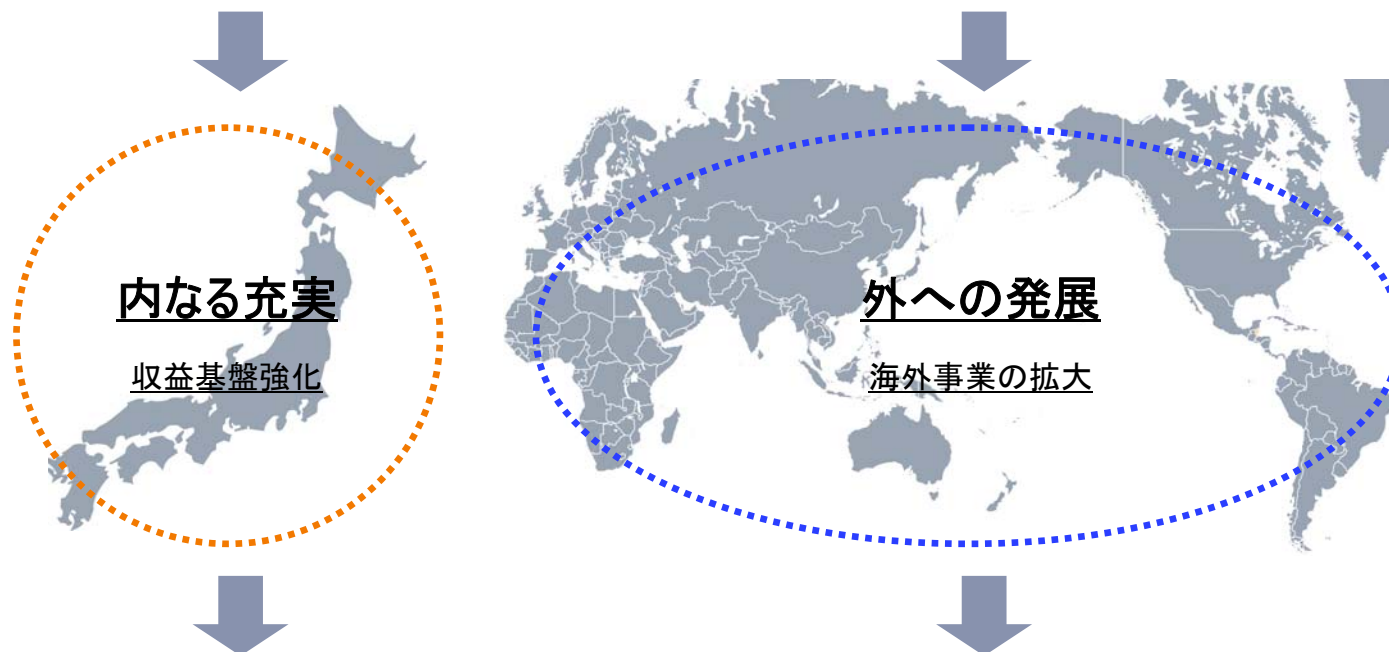 内なる充実
収益基盤強化
外への発展
海外事業の拡大